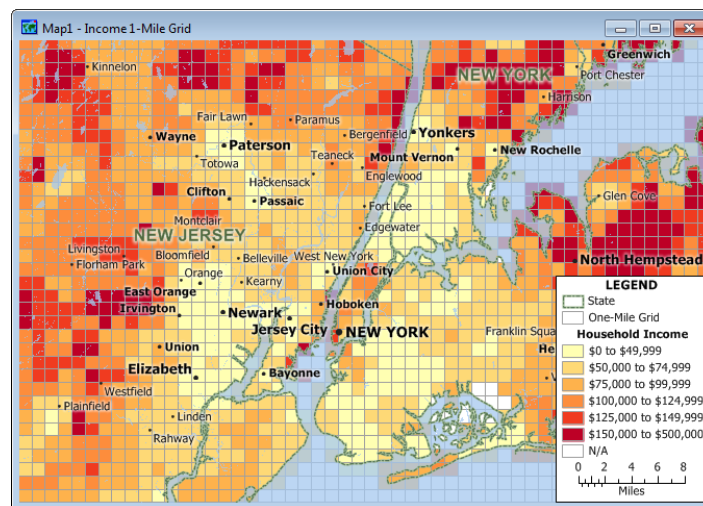 Map1 - Income 1-Mile Grid
Greenwich
Kinnelon
NEW YORK
Port Chester
Harrison
Fair Lawn
Paramus
Wayne
Paterson
Bergenfield
Yonkers
Totowa
Teaneck
Mount Vernon
New Rochelle
Hackensack
Englewood
Clifton
Passaic
Glen Cove
Montclair
Fort Lee
NEW JERSEY
Edgewater
Livingston
Bloomfield
Belleville
West New York
Florham Park
Orange
Union City
North Hempstead
East Orange
Kearny
Irvington
Newark
Hoboken
Jersey City
NEW YORK
Franklin Squa
Union
He
Elizabeth
Bayonne
Westfield
Plainfield
Linden
Rahway
LEGEND
State
One-Mile Grid
Household Income
$0 to $49,999
$50,000 to $74,999
$75,000 to $99,999
$100,000 to $124,999
$125,000 to $149,999
$150,000 to $500,000
N/A
0 2 4 6 8
Miles